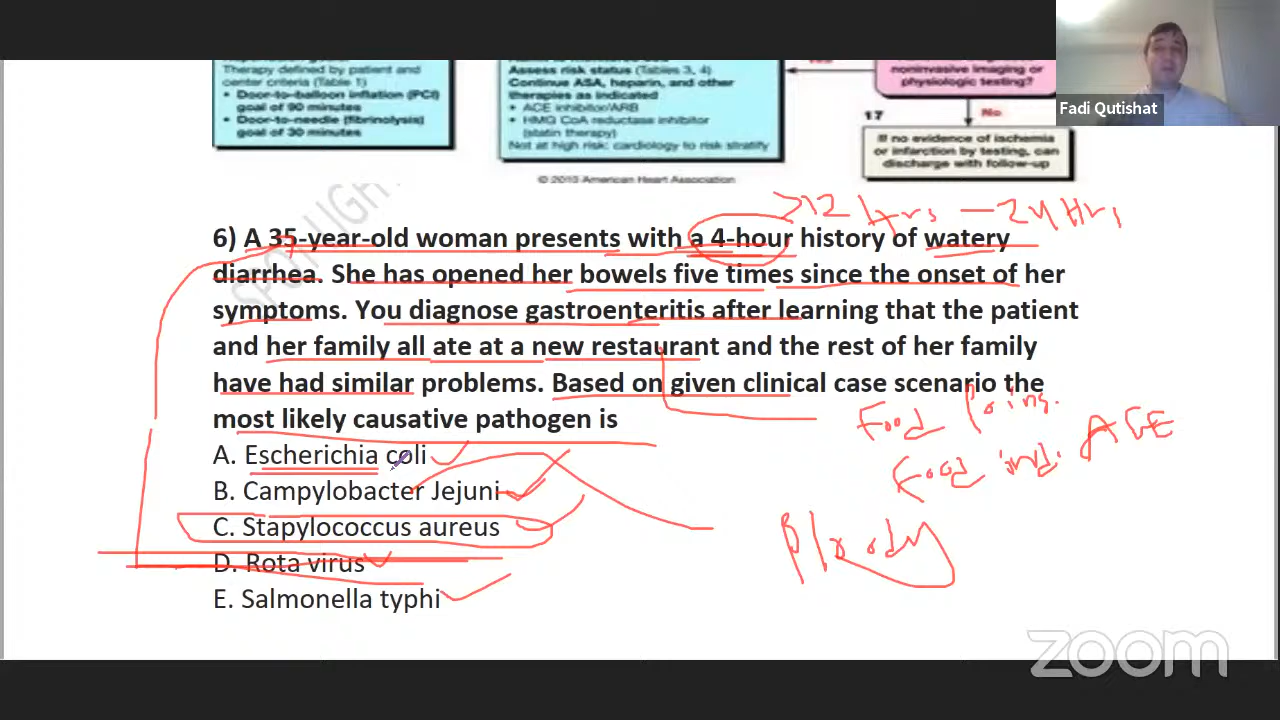 Therapy defined by patient and
center criteria (Table 1)
• Door-to-balloon inflation (PCI)
goal of 90 minutes
• Door-to-needle (fibrinolysis)
goal of 30 minutes
Assess risk status (Tables 3, 4)
Continue ASA, heparin, and other
therapies as indicated
• ACE inhibitor/ARB
• HMG CoA reductase inhibitor
(statin therapy)
Not at high risk: cardiology to risk stratify
noninvasive imaging or
physiologic testing?
Fadi Qutishat
17
No
If no evidence of ischemia
or infarction by testing, can
discharge with follow-up
© 2010 American Heart Association
SPOTLIGHT
>12 Hrs - 24 Hrs
6) A 35-year-old woman presents with a 4-hour history of watery
diarrhea. She has opened her bowels five times since the onset of her
symptoms. You diagnose gastroenteritis after learning that the patient
and her family all ate at a new restaurant and the rest of her family
have had similar problems. Based on given clinical case scenario the
most likely causative pathogen is
Food
Food AGE
A. Escherichia coli
B. Campylobacter Jejuni
C. Stapylococcus aureus
D. Rota virus
E. Salmonella typhi
Bloody
zoom